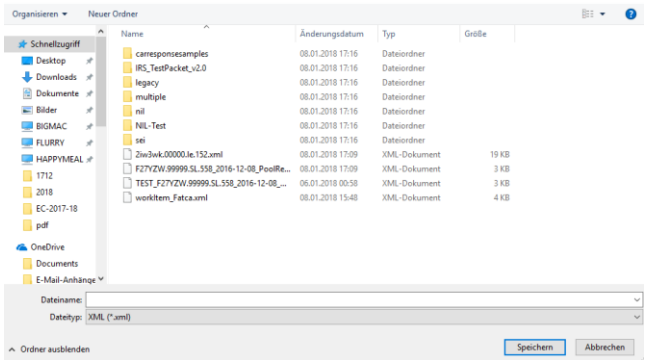 Organisieren Neuer Ordner
Name Änderungsdatum Typ Größe
Schnellzugriff
Desktop
Downloads
Dokumente
Bilder
BIGMAC
FLURRY
HAPPYMEAL
1712
2018
EC-2017-18
pdf
OneDrive
Documents
E-Mail-Anhänge
carresponsesamples 08.01.2018 17:16 Dateiordner
IRS_TestPacket_v2.0 08.01.2018 17:16 Dateiordner
legacy 08.01.2018 17:16 Dateiordner
multiple 08.01.2018 17:16 Dateiordner
nil 08.01.2018 17:16 Dateiordner
NIL-Test 08.01.2018 17:16 Dateiordner
sei 08.01.2018 17:16 Dateiordner
2iw3wk.00000.le.152.xml 08.01.2018 17:09 XML-Dokument 19 KB
F27YZW.99999.SL.558_2016-12-08_PoolRe... 08.01.2018 17:09 XML-Dokument 3 KB
TEST_F27YZW.99999.SL.558_2016-12-08_... 06.01.2018 00:58 XML-Dokument 3 KB
workItem_Fatca.xml 08.01.2018 15:48 XML-Dokument 4 KB
Dateiname:
Dateityp: XML (*.xml)
Ordner ausblenden Speichern Abbrechen